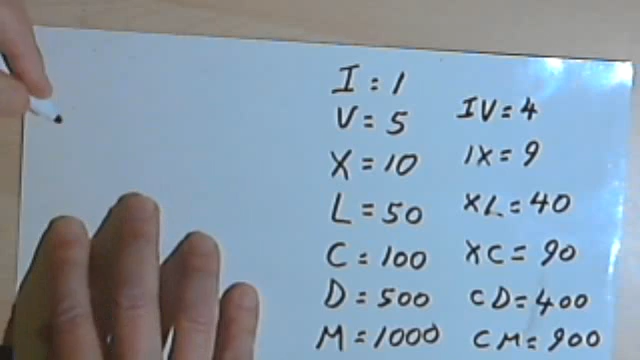 I = 1
V = 5
X = 10
L = 50
C = 100
D = 500
M = 1000
IV = 4
IX = 9
XL = 40
XC = 90
CD = 400
CM = 900